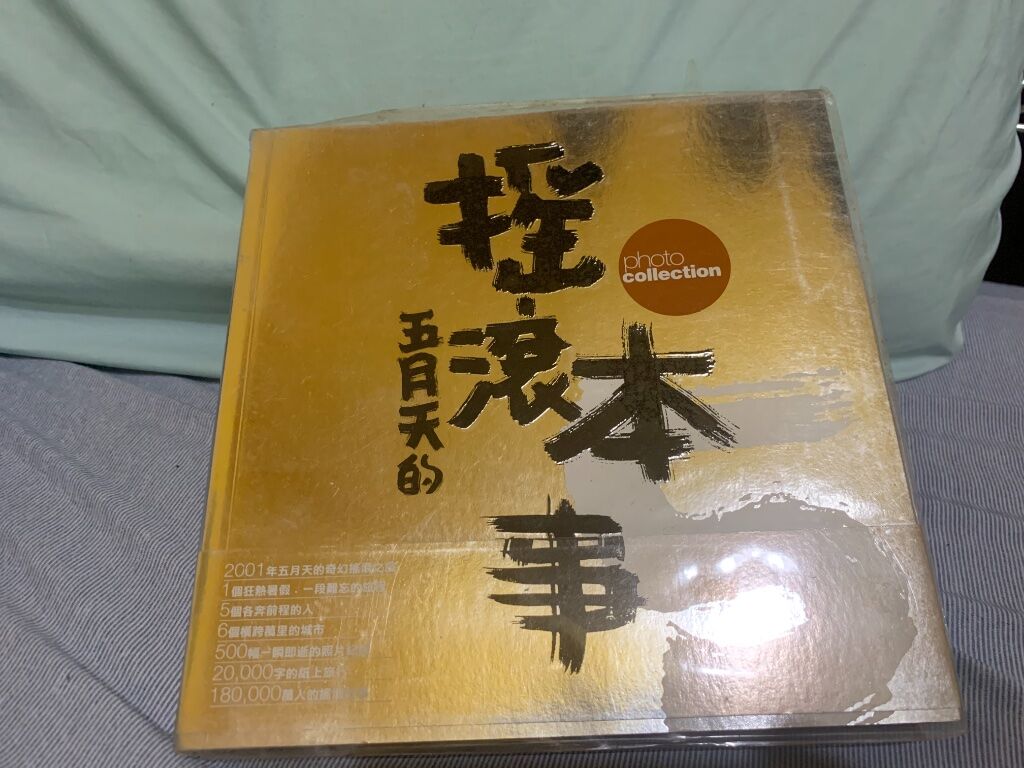 五月天的
搖滾本事
photo
collection
2001年五月天的奇幻搖滾之
1個狂熱暑假．一段難忘的
5個各奔前程的人
6個橫跨萬里的城市
500幅一瞬即逝的照片
20,000字的紙上旅行
180,000萬人的搖滾